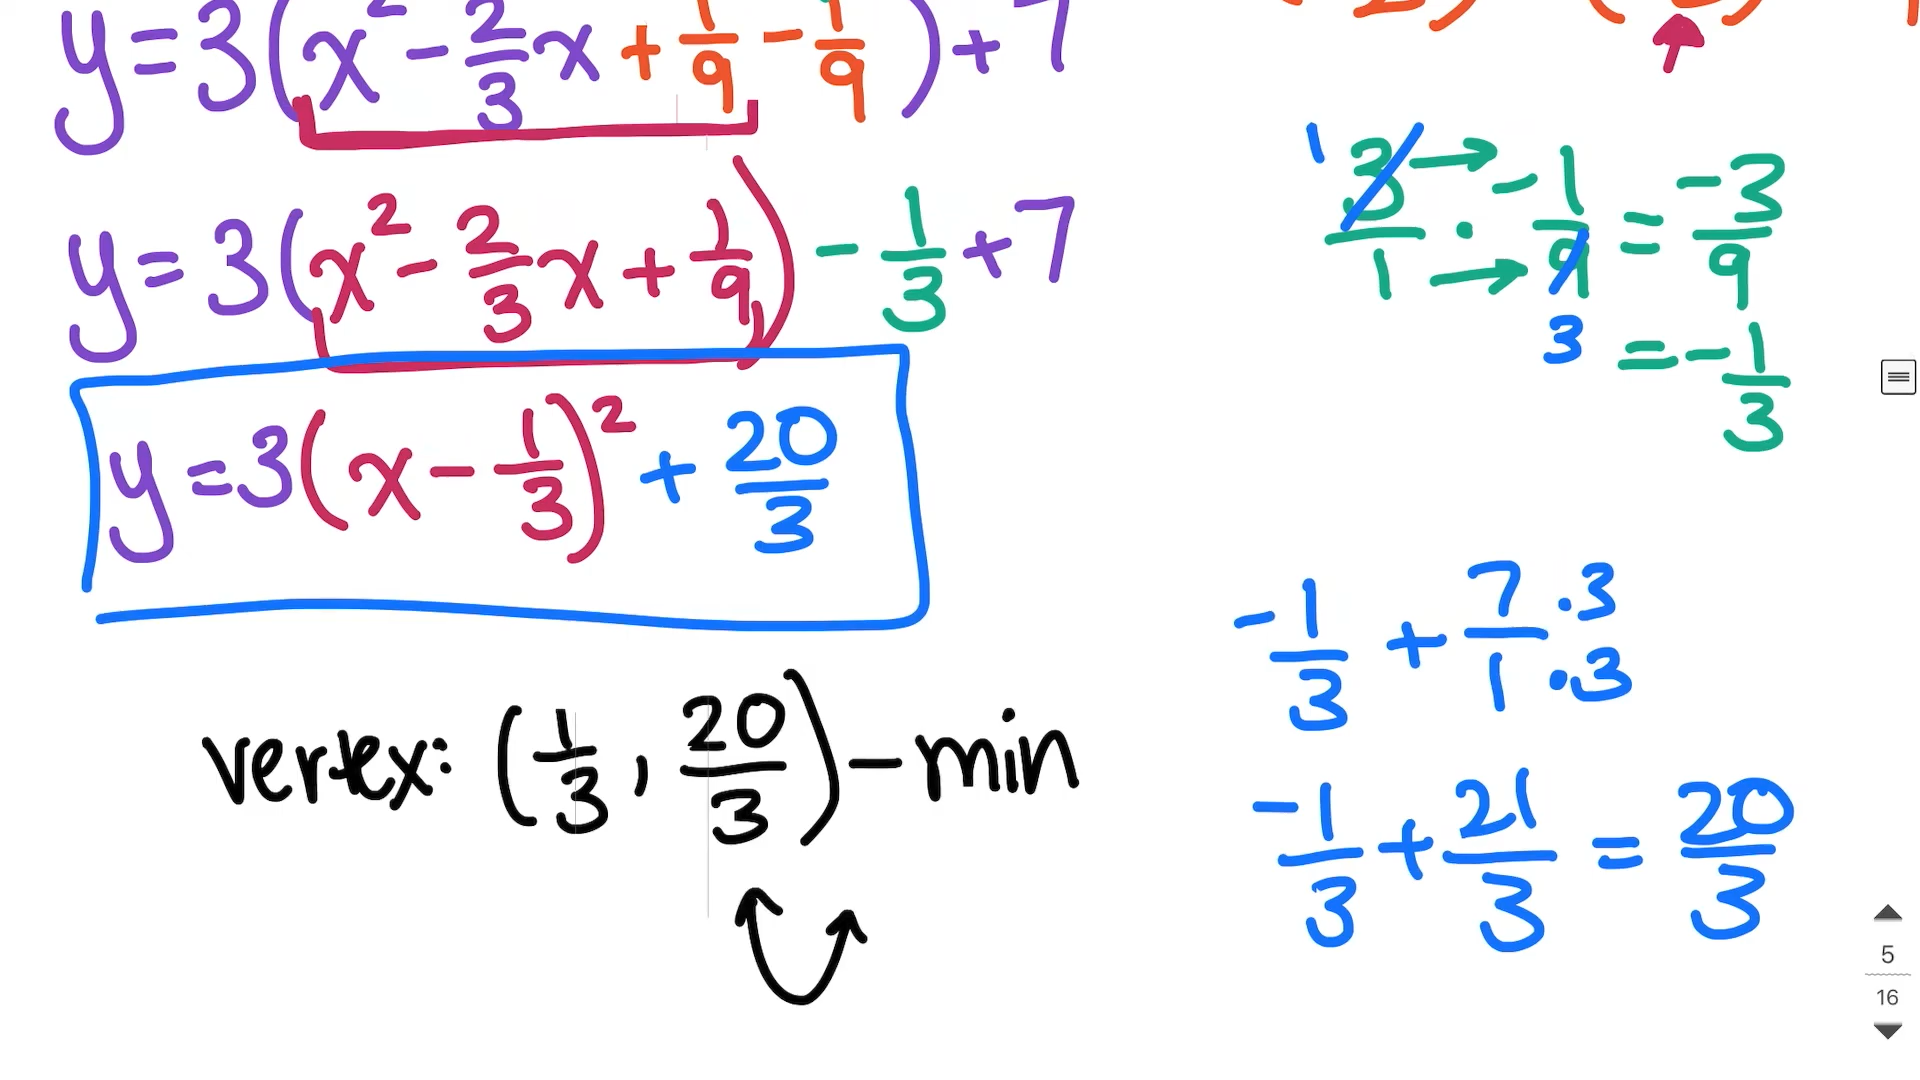 y=3(x²-2/3x+1/9-1/9)+7
y=3(x²-2/3x+1/9)-1/3+7
y=3(x-1/3)²+20/3
vertex: (1/3, 20/3)-min
1
3/1 · -1/9 = -3/9
3
=-1/3
-1/3 + 7/1 ·3 ·3
-1/3+21/3 = 20/3
5
16